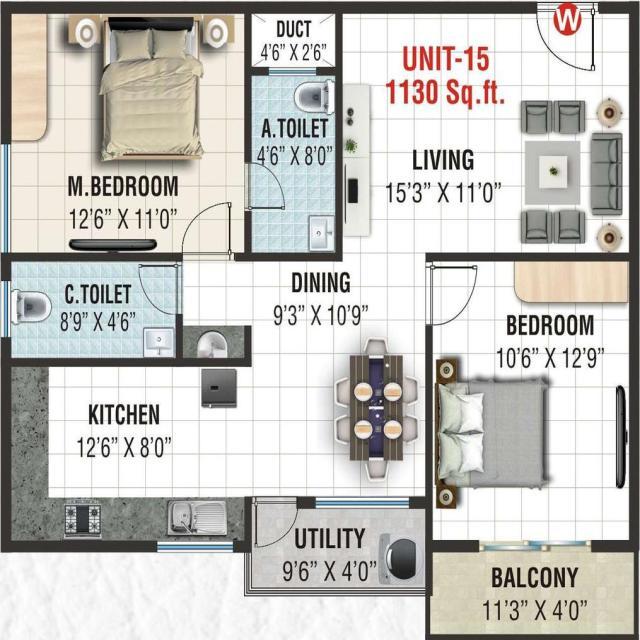 DUCT
4'6" X 2'6"
W
UNIT-15
1130 Sq.ft.
A.TOILET
4'6" X 8'0"
LIVING
15'3" X 11'0"
M.BEDROOM
12'6" X 11'0"
C.TOILET
8'9" X 4'6"
DINING
9'3" X 10'9"
BEDROOM
10'6" X 12'9"
KITCHEN
12'6" X 8'0"
UTILITY
9'6" X 4'0"
BALCONY
11'3" X 4'0"